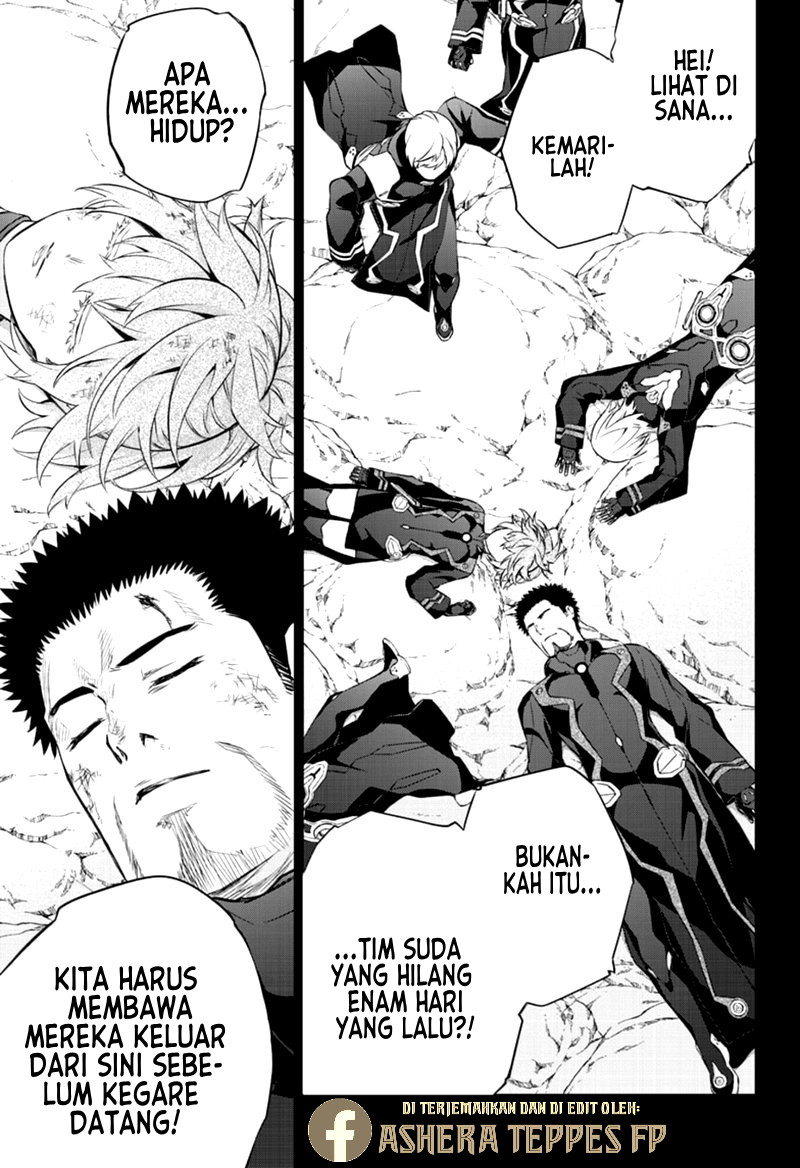 HEI!
LIHAT DI
SANA...
KEMARI-
LAH!
BUKAN-
KAH ITU...
...TIM SUDA
YANG HILANG
ENAM HARI
YANG LALU?!
APA
MEREKA...
HIDUP?
KITA HARUS
MEMBAWA
MEREKA KELUAR
DARI SINI SEBE-
LUM KEGARE
DATANG!
DI TERJEMAHKAN DAN DI EDIT OLEH:
ASHERA TEPPES FP